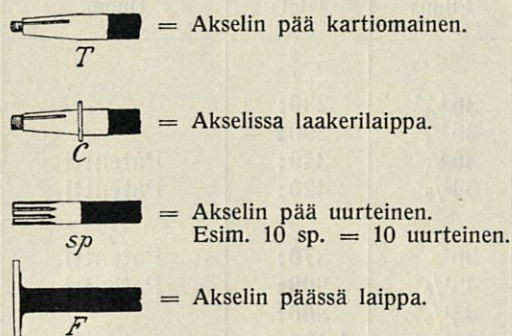 = Akselin pää kartiomainen.
T
= Akselissa laakerilaippa.
C
= Akselin pää uurteinen.
Esim. 10 sp. = 10 uurteinen.
sp
= Akselin päässä laippa.
F